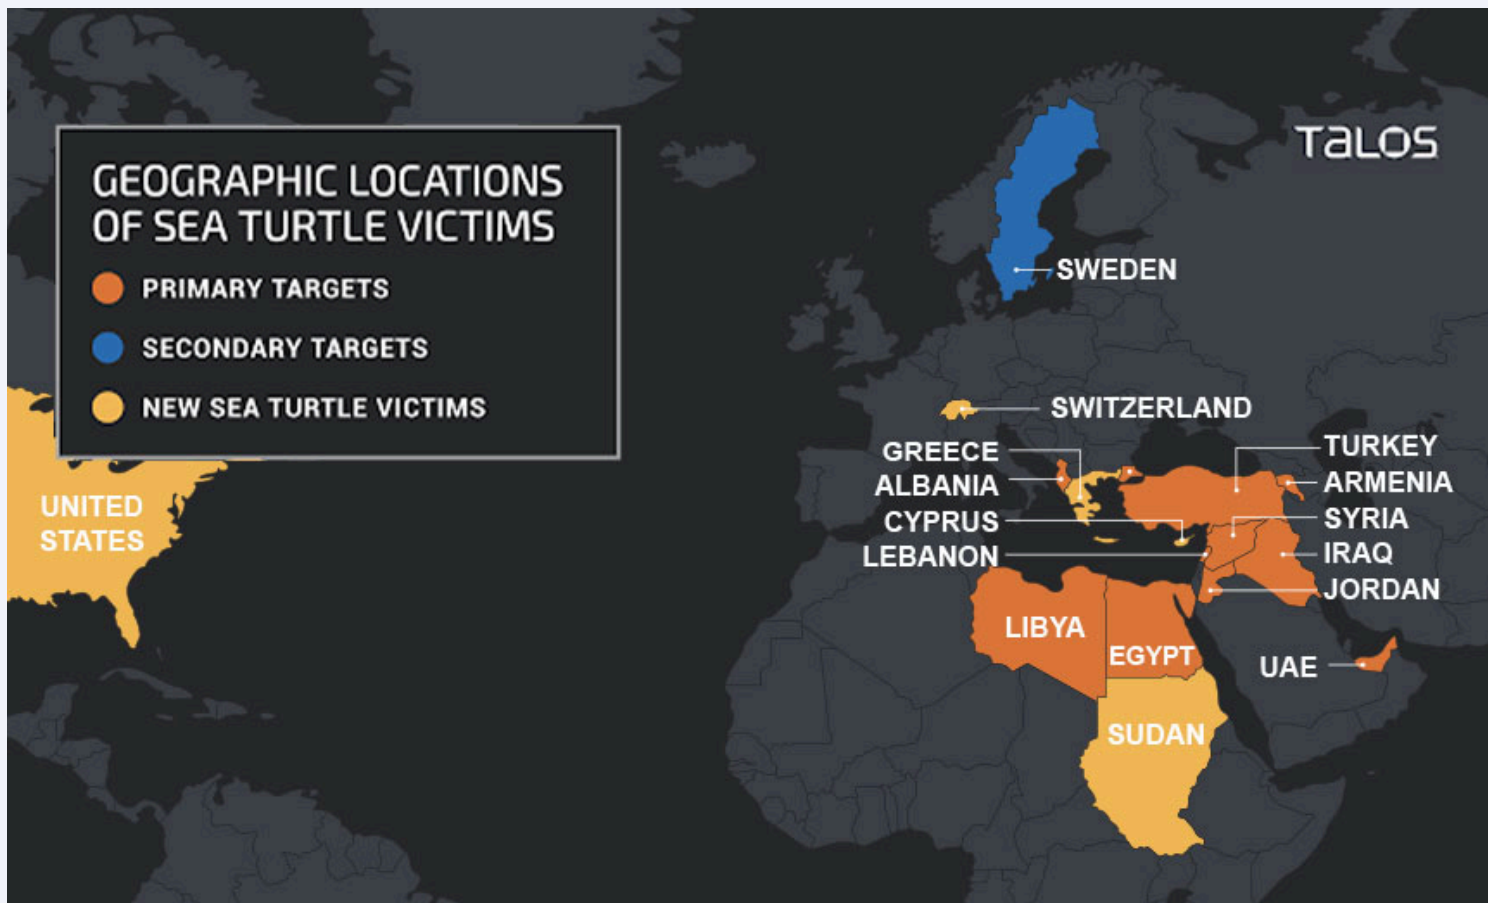 GEOGRAPHIC LOCATIONS
OF SEA TURTLE VICTIMS
PRIMARY TARGETS
SECONDARY TARGETS
NEW SEA TURTLE VICTIMS
TALOS
SWEDEN
SWITZERLAND
GREECE
ALBANIA
CYPRUS
LEBANON
TURKEY
ARMENIA
SYRIA
IRAQ
JORDAN
UNITED
STATES
LIBYA
EGYPT
UAE
SUDAN